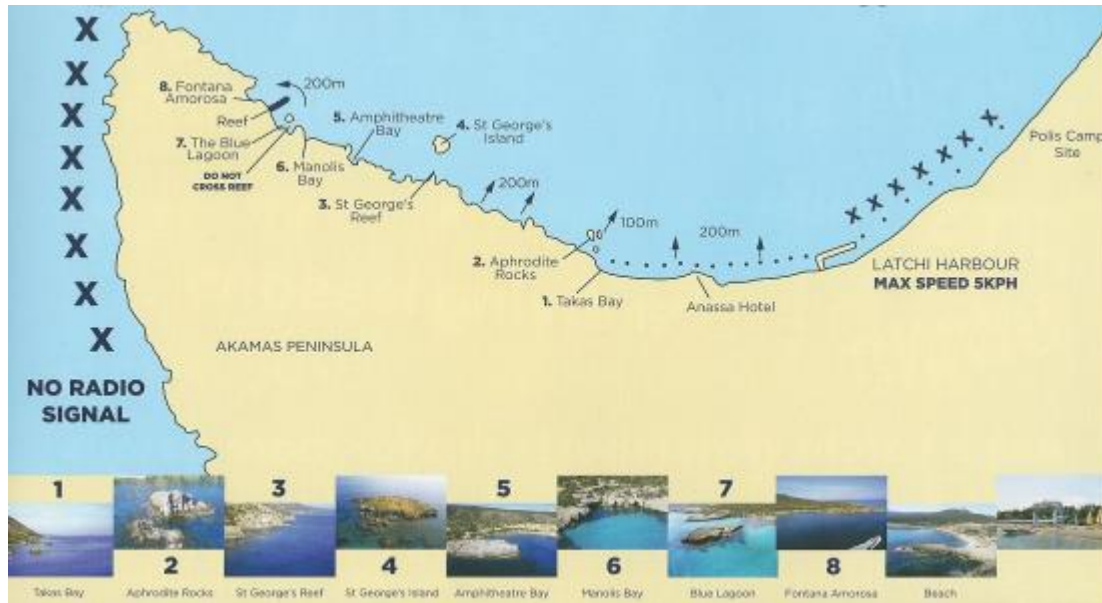 X
X
X
X
X
X
X
X
NO RADIO
SIGNAL
8. Fontana
Amorosa
200m
Reef
7. The Blue
Lagoon
DO NOT
CROSS REEF
6. Manolis
Bay
5. Amphitheatre
Bay
4. St George's
Island
3. St George's
Reef
200m
100m
2. Aphrodite
Rocks
1. Takas Bay
200m
Anassa Hotel
X X X X X X X
LATCHI HARBOUR
MAX SPEED 5KPH
Polis Camp
Site
AKAMAS PENINSULA
1
Takas Bay
2
Aphrodite Rocks
3
St George's Reef
4
St George's Island
5
Amphitheatre Bay
6
Manolis Bay
7
Blue Lagoon
8
Fontana Amorosa
Beach